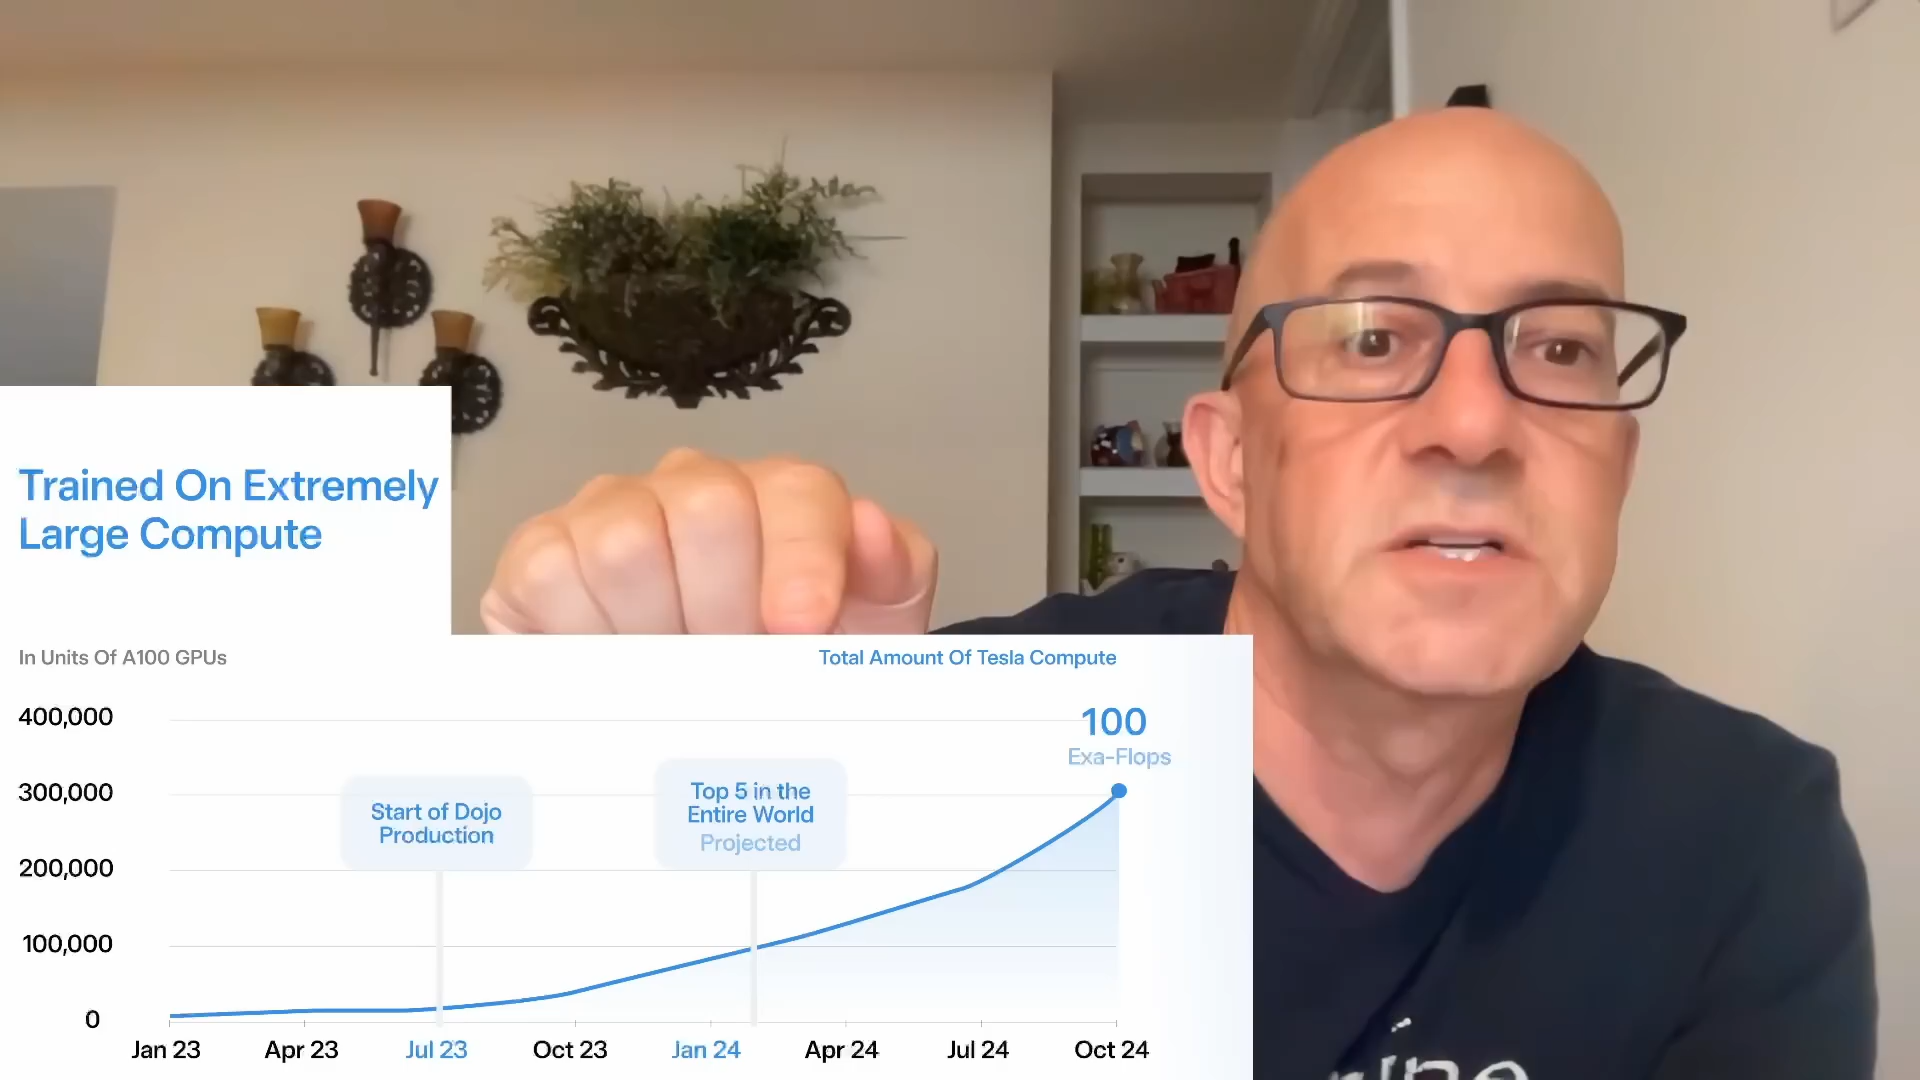 Trained On Extremely
Large Compute
In Units Of A100 GPUs
Total Amount Of Tesla Compute
400,000
300,000
200,000
100,000
0
100
Exa-Flops
Start of Dojo
Production
Top 5 in the
Entire World
Projected
Jan 23
Apr 23
Jul 23
Oct 23
Jan 24
Apr 24
Jul 24
Oct 24